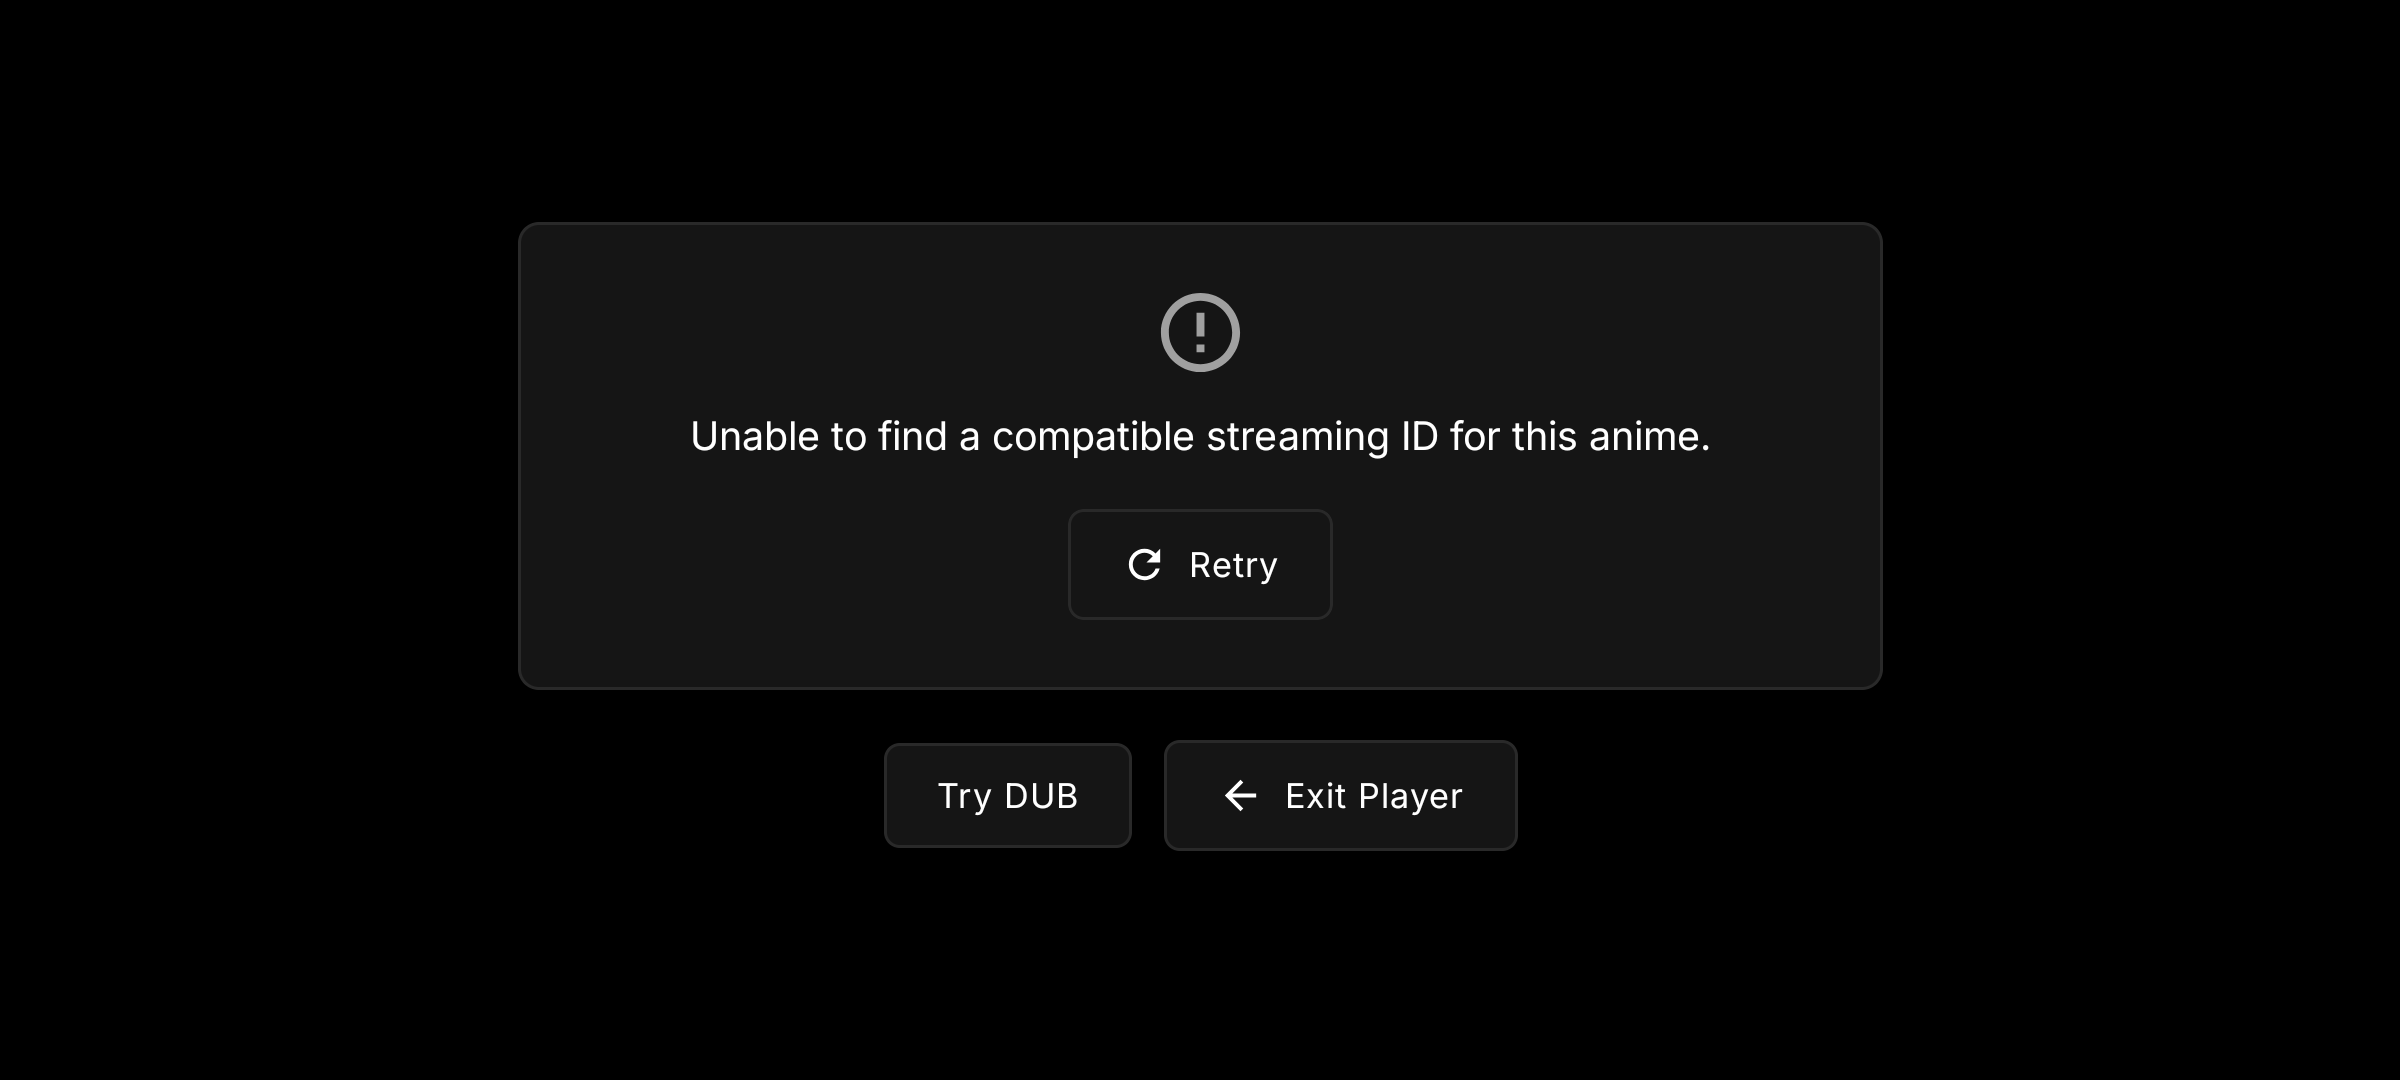 Unable to find a compatible streaming ID for this anime.
Retry
Try DUB
Exit Player